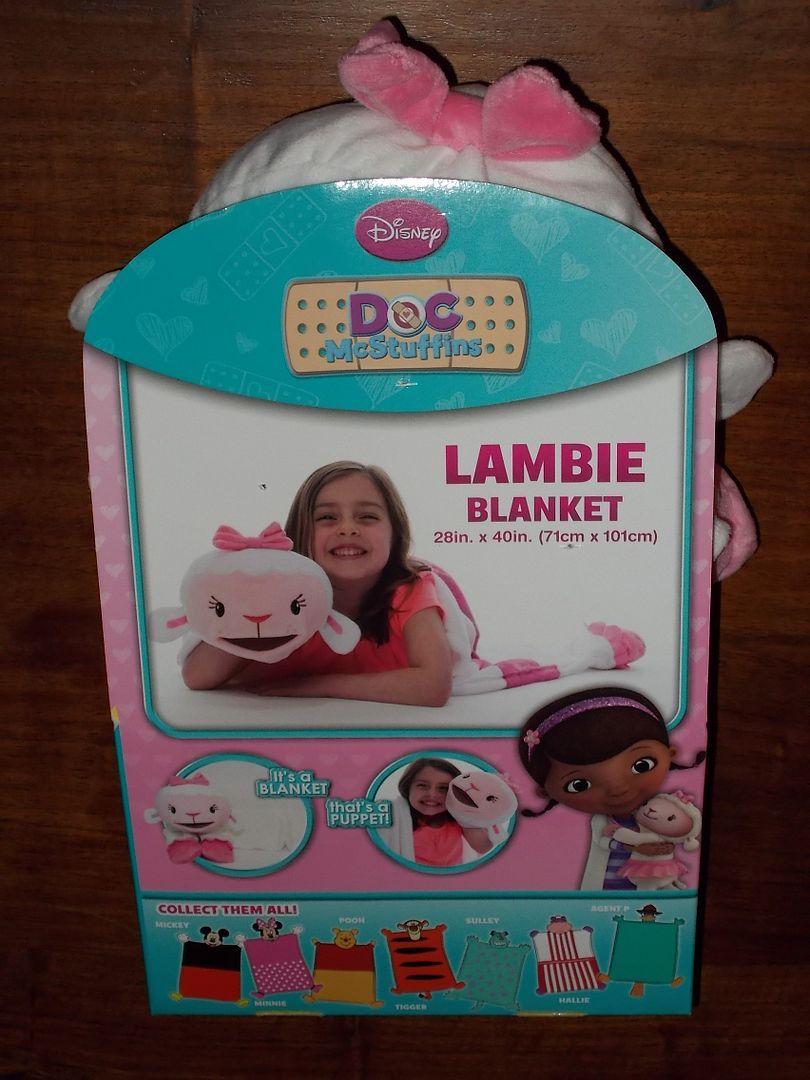 Disney
DOC
McStuffins
LAMBIE
BLANKET
28in. x 40in. (71cm x 101cm)
It's a
BLANKET
that's a
PUPPET!
COLLECT THEM ALL!
MICKEY
MINNIE
POOH
TIGGER
SULLEY
HALLIE
AGENT P